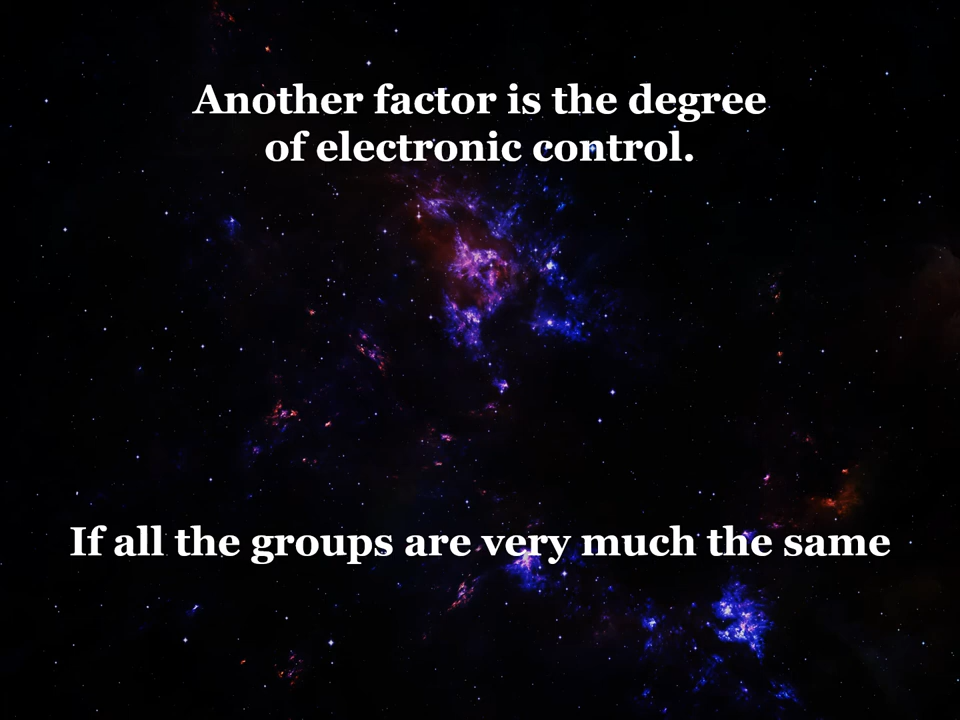 Another factor is the degree
of electronic control.
If all the groups are very much the same